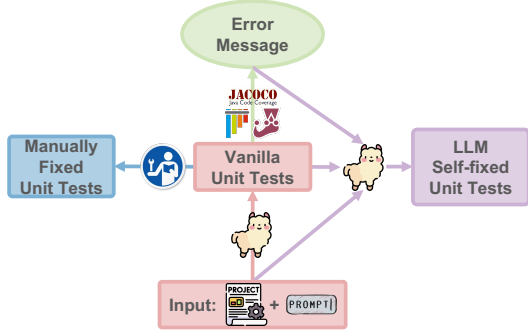 Error
Message
JACOCO
Java Code Coverage
Manually
Fixed
Unit Tests
Vanilla
Unit Tests
LLM
Self-fixed
Unit Tests
Input:
PROJECT
+
PROMPT